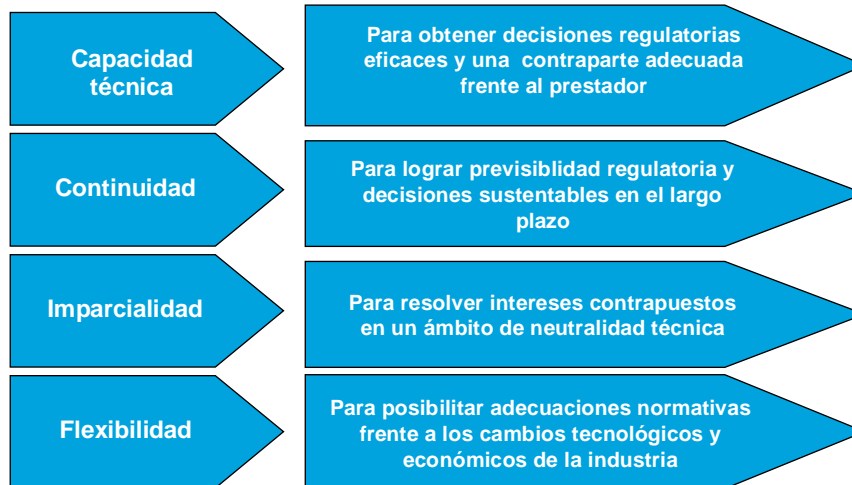 Capacidad
técnica
Para obtener decisiones regulatorias
eficaces y una contraparte adecuada
frente al prestador
Continuidad
Para lograr previsiblidad regulatoria y
decisiones sustentables en el largo
plazo
Imparcialidad
Para resolver intereses contrapuestos
en un ámbito de neutralidad técnica
Flexibilidad
Para posibilitar adecuaciones normativas
frente a los cambios tecnológicos y
económicos de la industria